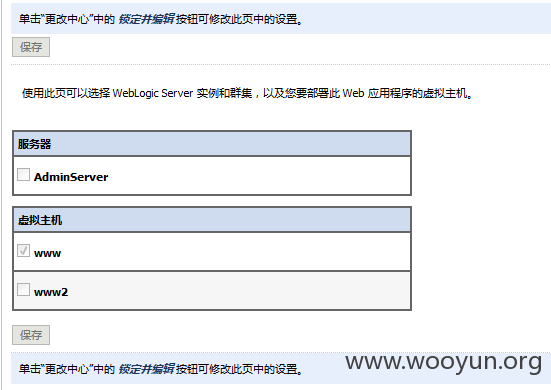 单击“更改中心”中的 锁定并编辑 按钮可修改此页中的设置。
保存
使用此页可以选择 WebLogic Server 实例和群集，以及您要部署此 Web 应用程序的虚拟主机。
服务器
AdminServer
虚拟主机
www
www2
保存
单击“更改中心”中的 锁定并编辑 按钮可修改此页中的设置。
www.wooyun.org